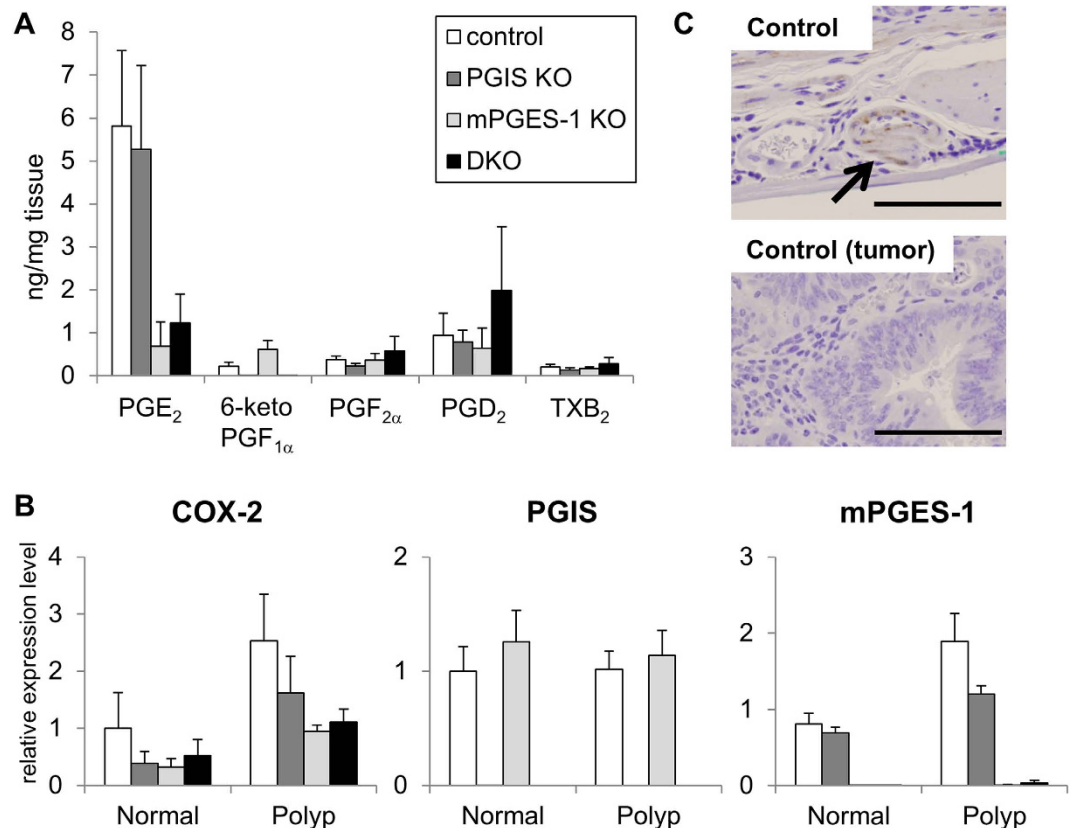 A
8
7
6
5
4
3
2
1
0
ng/mg tissue
control
PGIS KO
mPGES-1 KO
DKO
PGE₂
6-keto
PGF₁α
PGF₂α
PGD₂
TXB₂
C
Control
Control (tumor)
B
COX-2
relative expression level
4
3
2
1
0
Normal
Polyp
PGIS
2
1
0
Normal
Polyp
mPGES-1
3
2
1
0
Normal
Polyp